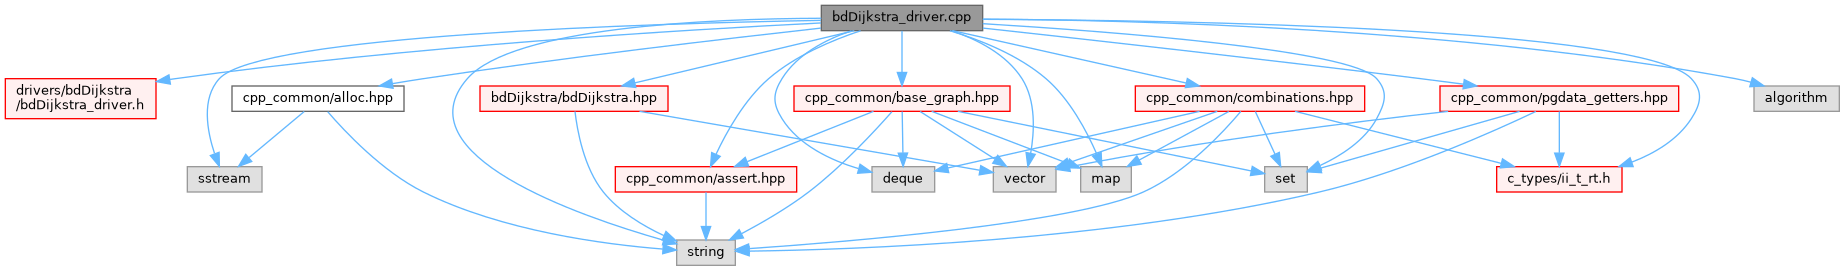 bdDijkstra_driver.cpp
drivers/bdDijkstra
/bdDijkstra_driver.h
cpp_common/alloc.hpp
bdDijkstra/bdDijkstra.hpp
cpp_common/base_graph.hpp
cpp_common/combinations.hpp
cpp_common/pgdata_getters.hpp
algorithm
sstream
cpp_common/assert.hpp
deque
vector
map
set
c_types/ii_t_rt.h
string